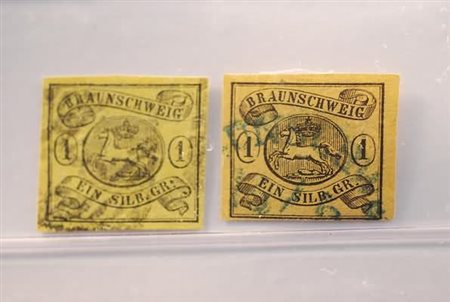 BRAUNSCHWEIG
1 1
EIN SILB.GR:
BRAUNSCHWEIG
1 1
EIN SILB.GR: